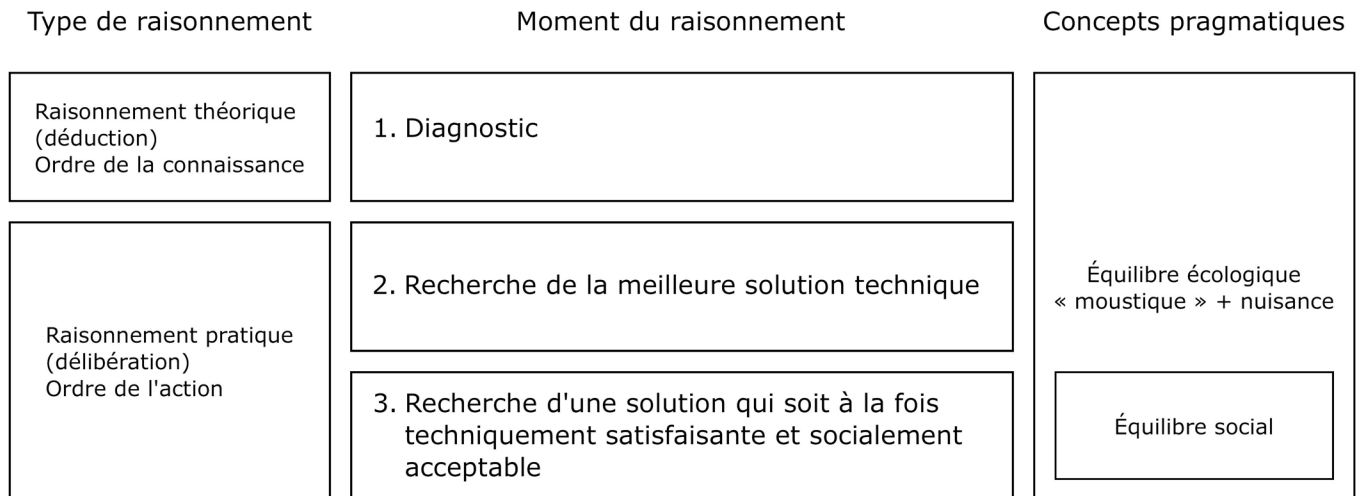 Type de raisonnement
Moment du raisonnement
Concepts pragmatiques
Raisonnement théorique
(déduction)
Ordre de la connaissance
1. Diagnostic
Raisonnement pratique
(délibération)
Ordre de l'action
2. Recherche de la meilleure solution technique
3. Recherche d'une solution qui soit à la fois
techniquement satisfaisante et socialement
acceptable
Équilibre écologique
« moustique » + nuisance
Équilibre social